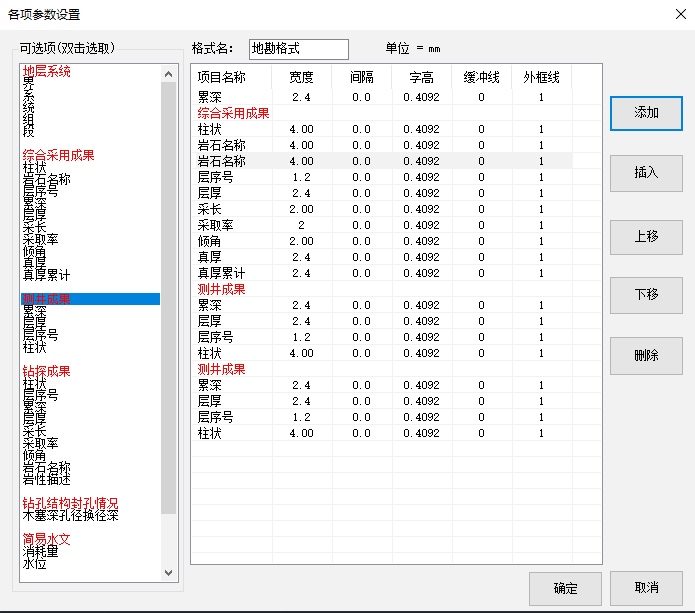 各项参数设置
可选项(双击选取)
地层系统
界
系
统
组
段
综合采用成果
柱状
岩石名称
层序号
累深
层厚
采长
采取率
倾角
真厚
真厚累计
测井成果
累深
层厚
层序号
柱状
钻探成果
柱状
层序号
累深
层厚
采长
采取率
倾角
岩石名称
岩性描述
钻孔结构封孔情况
木塞深孔径换径深
简易水文
消耗量
水位
格式名: 地勘格式 单位 = mm
项目名称 宽度 间隔 字高 缓冲线 外框线
累深 2.4 0.0 0.4092 0 1
综合采用成果
柱状 4.00 0.0 0.4092 0 1
岩石名称 4.00 0.0 0.4092 0 1
岩石名称 4.00 0.0 0.4092 0 1
层序号 1.2 0.0 0.4092 0 1
层厚 2.4 0.0 0.4092 0 1
采长 2.00 0.0 0.4092 0 1
采取率 2 0.0 0.4092 0 1
倾角 2.00 0.0 0.4092 0 1
真厚 2.4 0.0 0.4092 0 1
真厚累计 2.4 0.0 0.4092 0 1
测井成果
累深 2.4 0.0 0.4092 0 1
层厚 2.4 0.0 0.4092 0 1
层序号 1.2 0.0 0.4092 0 1
柱状 4.00 0.0 0.4092 0 1
测井成果
累深 2.4 0.0 0.4092 0 1
层厚 2.4 0.0 0.4092 0 1
层序号 1.2 0.0 0.4092 0 1
柱状 4.00 0.0 0.4092 0 1
添加
插入
上移
下移
删除
确定
取消